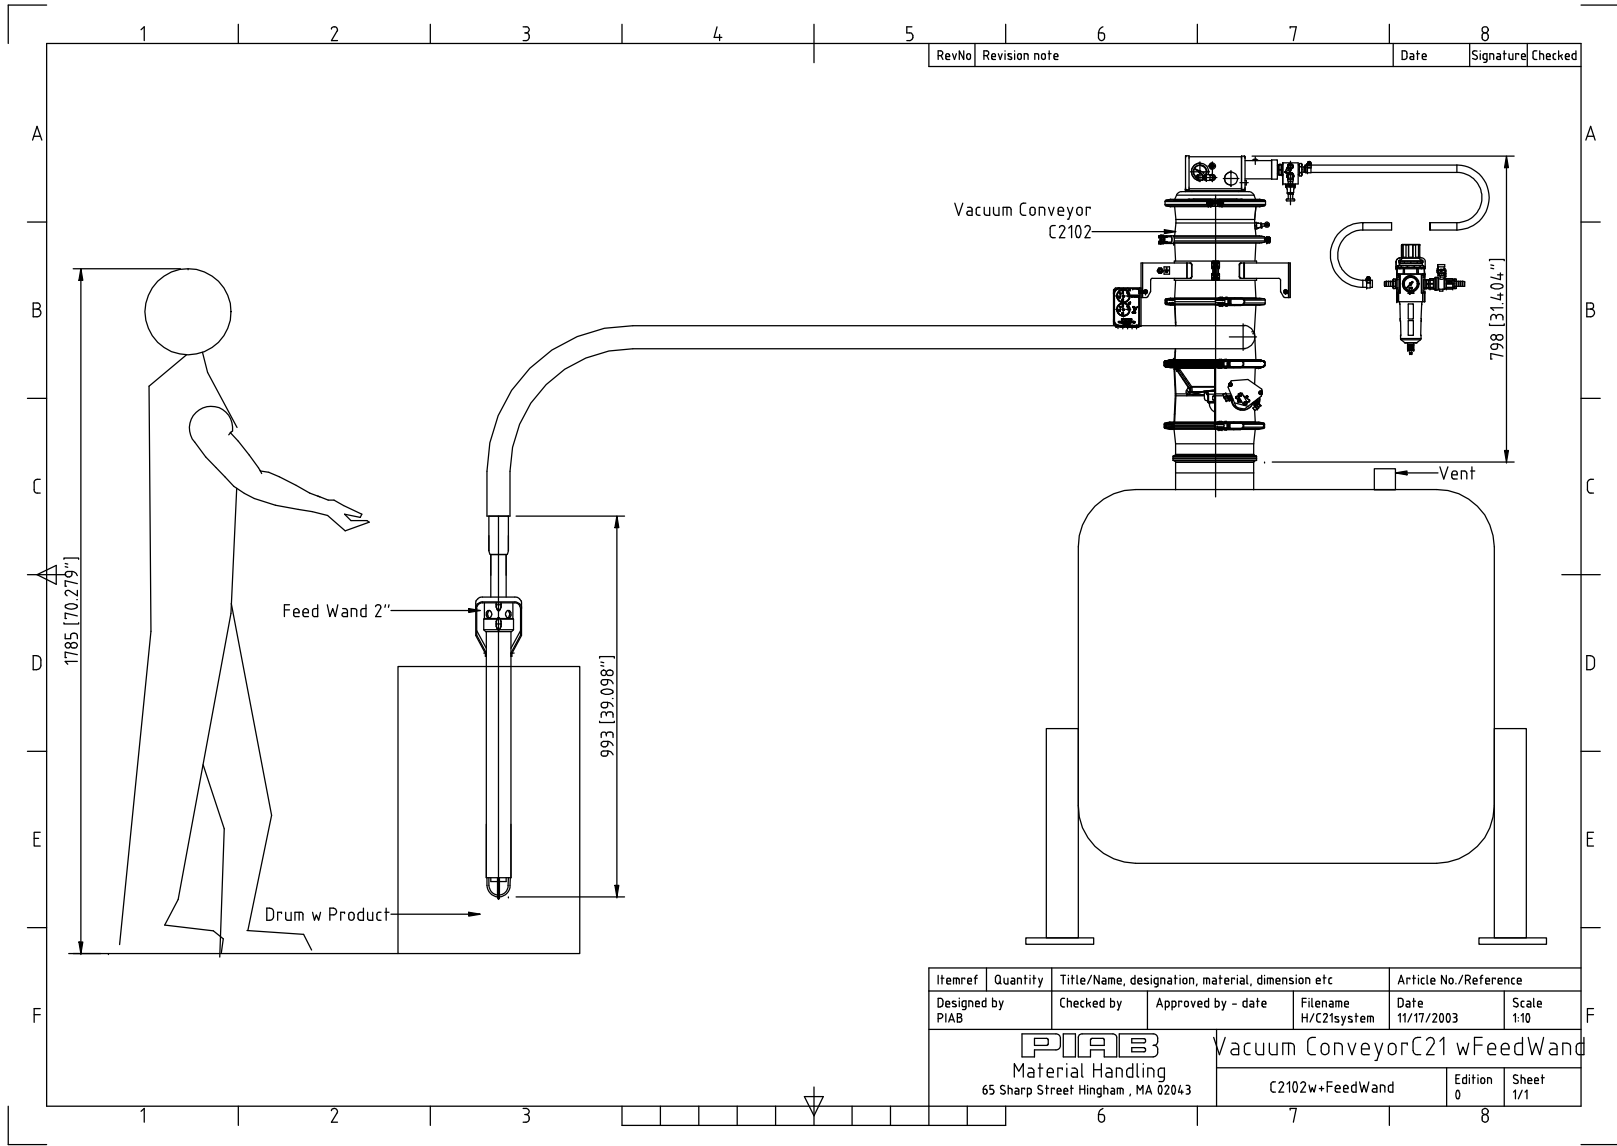 1 2 3 4 5 6 7 8
RevNo Revision note Date Signature Checked
A A
Vacuum Conveyor
C2102
B B
798 [31.404"]
C C
Vent
1785 [70.279"]
Feed Wand 2"
D D
993 [39.098"]
E E
Drum w Product
Itemref Quantity Title/Name, designation, material, dimension etc Article No./Reference
Designed by Checked by Approved by - date Filename Date Scale
PIAB H/C21system 11/17/2003 1:10
F F
PIAB
Vacuum ConveyorC21 wFeedWand
Material Handling
65 Sharp Street Hingham , MA 02043
C2102w+FeedWand
Edition Sheet
0 1/1
1 2 3 6 7 8